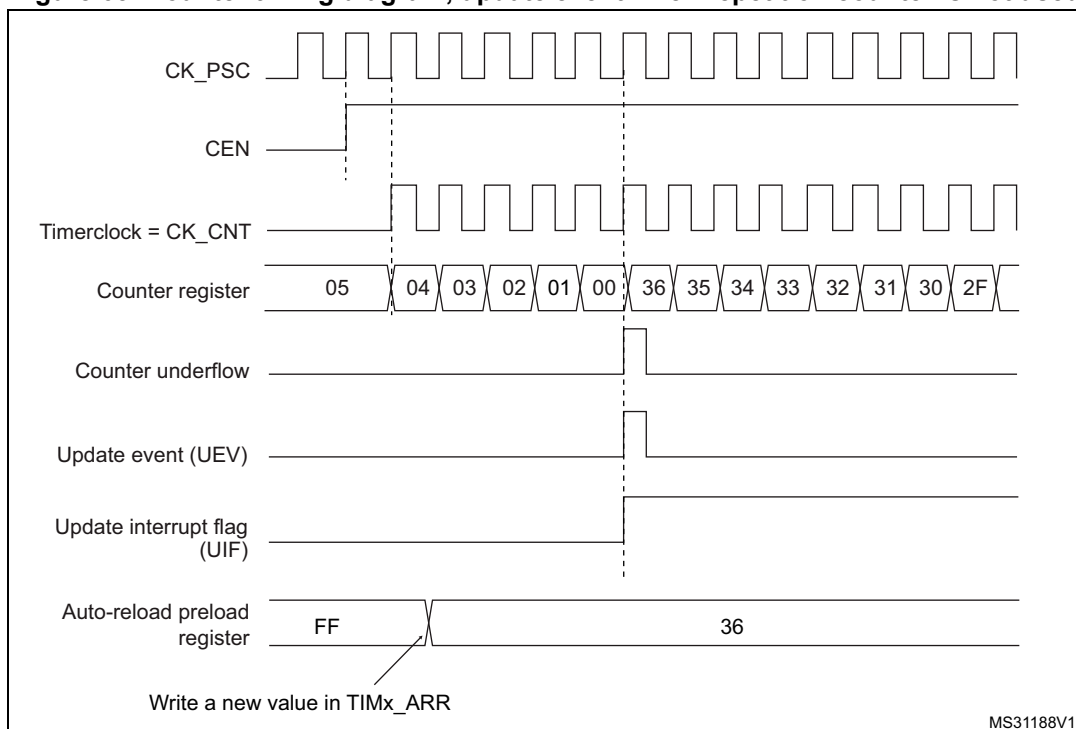 CK_PSC
CEN
Timerclock = CK_CNT
Counter register 05 04 03 02 01 00 36 35 34 33 32 31 30 2F
Counter underflow
Update event (UEV)
Update interrupt flag
(UIF)
Auto-reload preload
register
FF 36
Write a new value in TIMx_ARR
MS31188V1